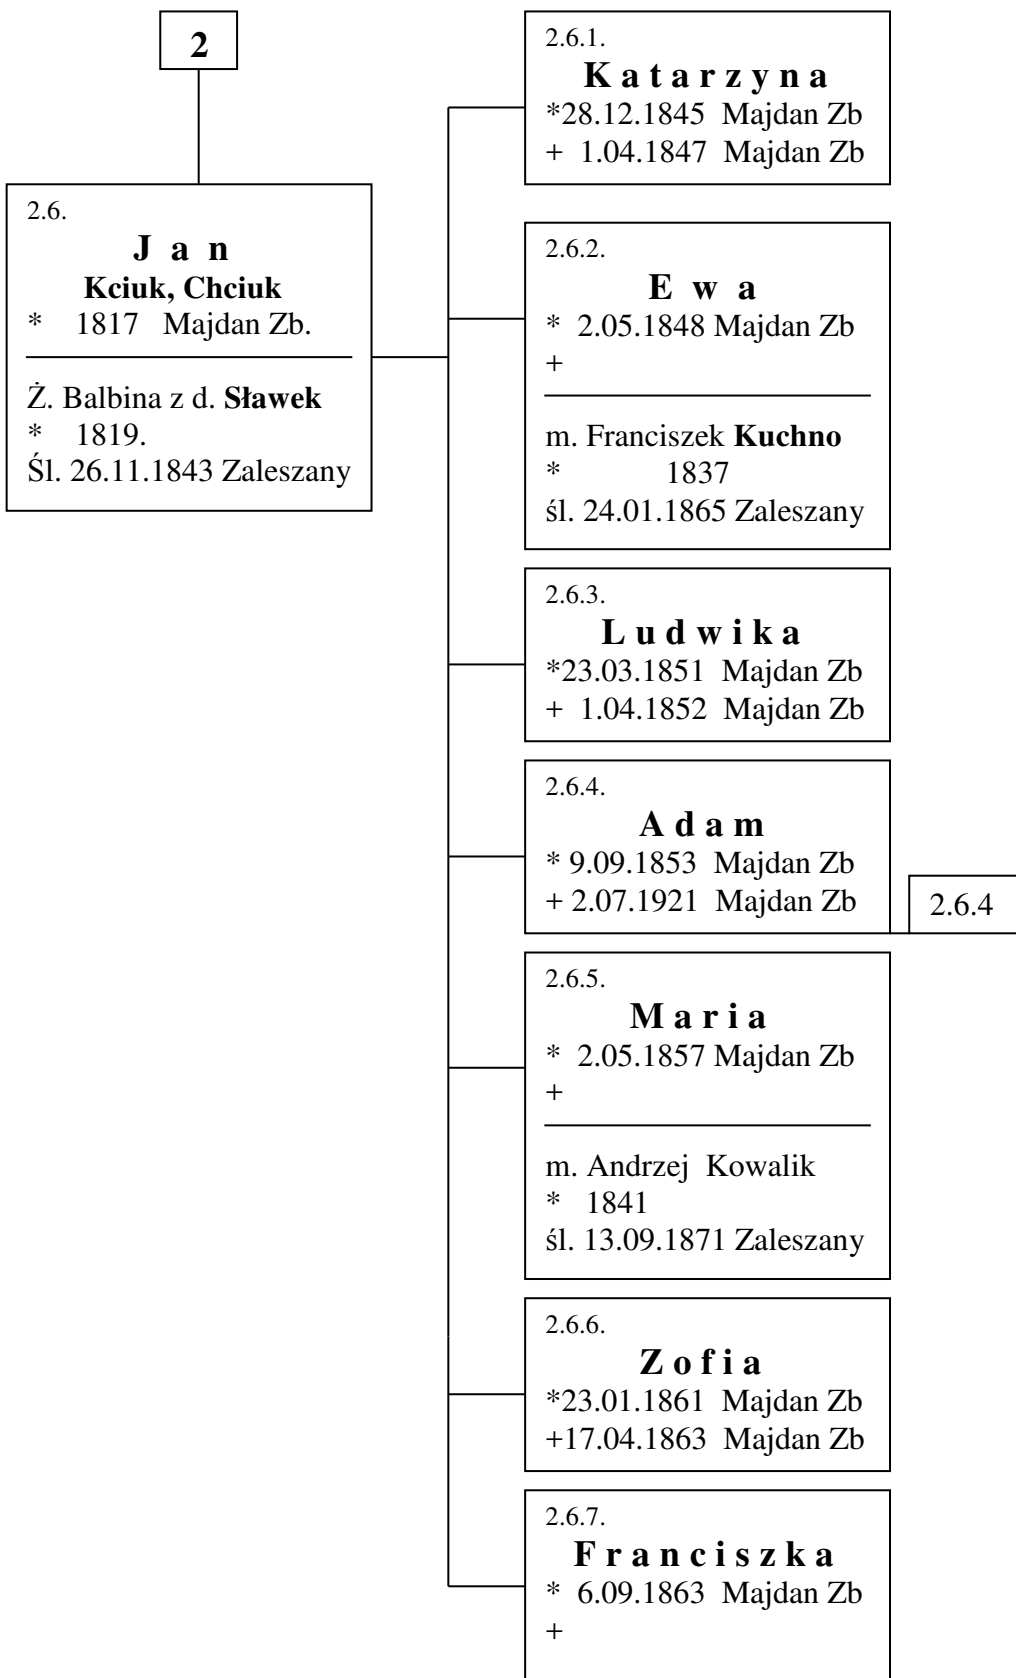 2
2.6.
J a n
Kciuk, Chciuk
* 1817 Majdan Zb.
Ż. Balbina z d. Sławek
* 1819.
Śl. 26.11.1843 Zaleszany
2.6.1.
K a t a r z y n a
*28.12.1845 Majdan Zb
+ 1.04.1847 Majdan Zb
2.6.2.
E w a
* 2.05.1848 Majdan Zb
+
m. Franciszek Kuchno
* 1837
śl. 24.01.1865 Zaleszany
2.6.3.
L u d w i k a
*23.03.1851 Majdan Zb
+ 1.04.1852 Majdan Zb
2.6.4.
A d a m
* 9.09.1853 Majdan Zb
+ 2.07.1921 Majdan Zb
2.6.4
2.6.5.
M a r i a
* 2.05.1857 Majdan Zb
+
m. Andrzej Kowalik
* 1841
śl. 13.09.1871 Zaleszany
2.6.6.
Z o f i a
*23.01.1861 Majdan Zb
+17.04.1863 Majdan Zb
2.6.7.
F r a n c i s z k a
* 6.09.1863 Majdan Zb
+